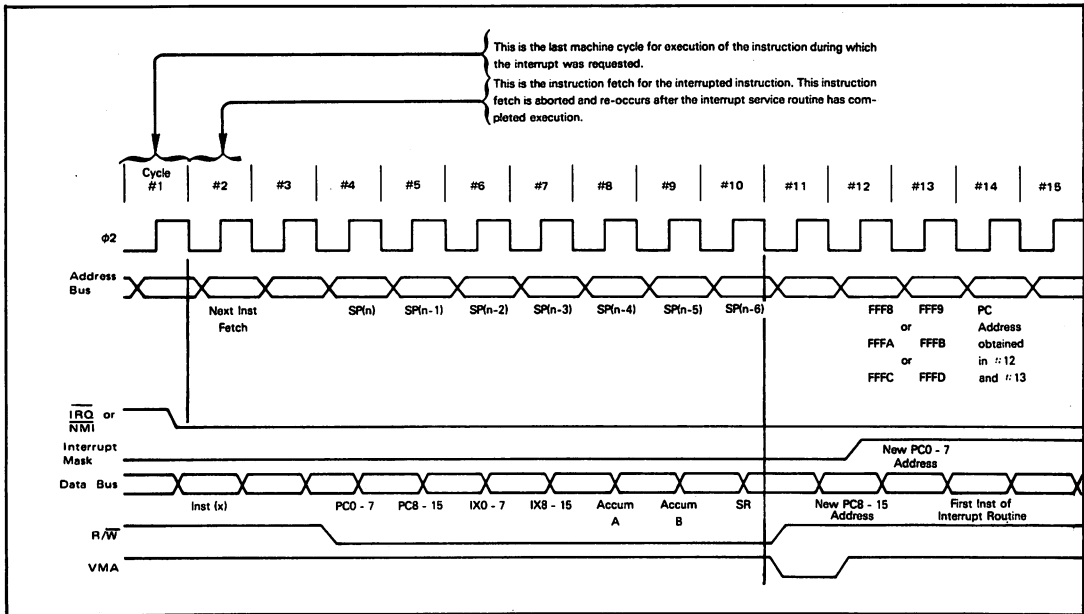 This is the last machine cycle for execution of the instruction during which
the interrupt was requested.
This is the instruction fetch for the interrupted instruction. This instruction
fetch is aborted and re-occurs after the interrupt service routine has com-
pleted execution.
Cycle
#1 #2 #3 #4 #5 #6 #7 #8 #9 #10 #11 #12 #13 #14 #15
φ2
Address
Bus
Next Inst
Fetch
SP(n) SP(n-1) SP(n-2) SP(n-3) SP(n-4) SP(n-5) SP(n-6)
FFF8 FFF9
or
FFFA FFFB
or
FFFC FFFD
PC
Address
obtained
in #12
and #13
IRQ or
NMI
Interrupt
Mask
New PC0 - 7
Address
Data Bus
Inst (x)
PC0 - 7 PC8 - 15 IX0 - 7 IX8 - 15
Accum
A
Accum
B
SR
New PC8 - 15
Address
First Inst of
Interrupt Routine
R/W
VMA